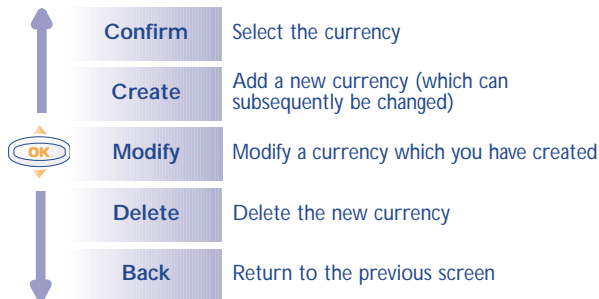 Confirm Select the currency
Create Add a new currency (which can
subsequently be changed)
OK Modify Modify a currency which you have created
Delete Delete the new currency
Back Return to the previous screen